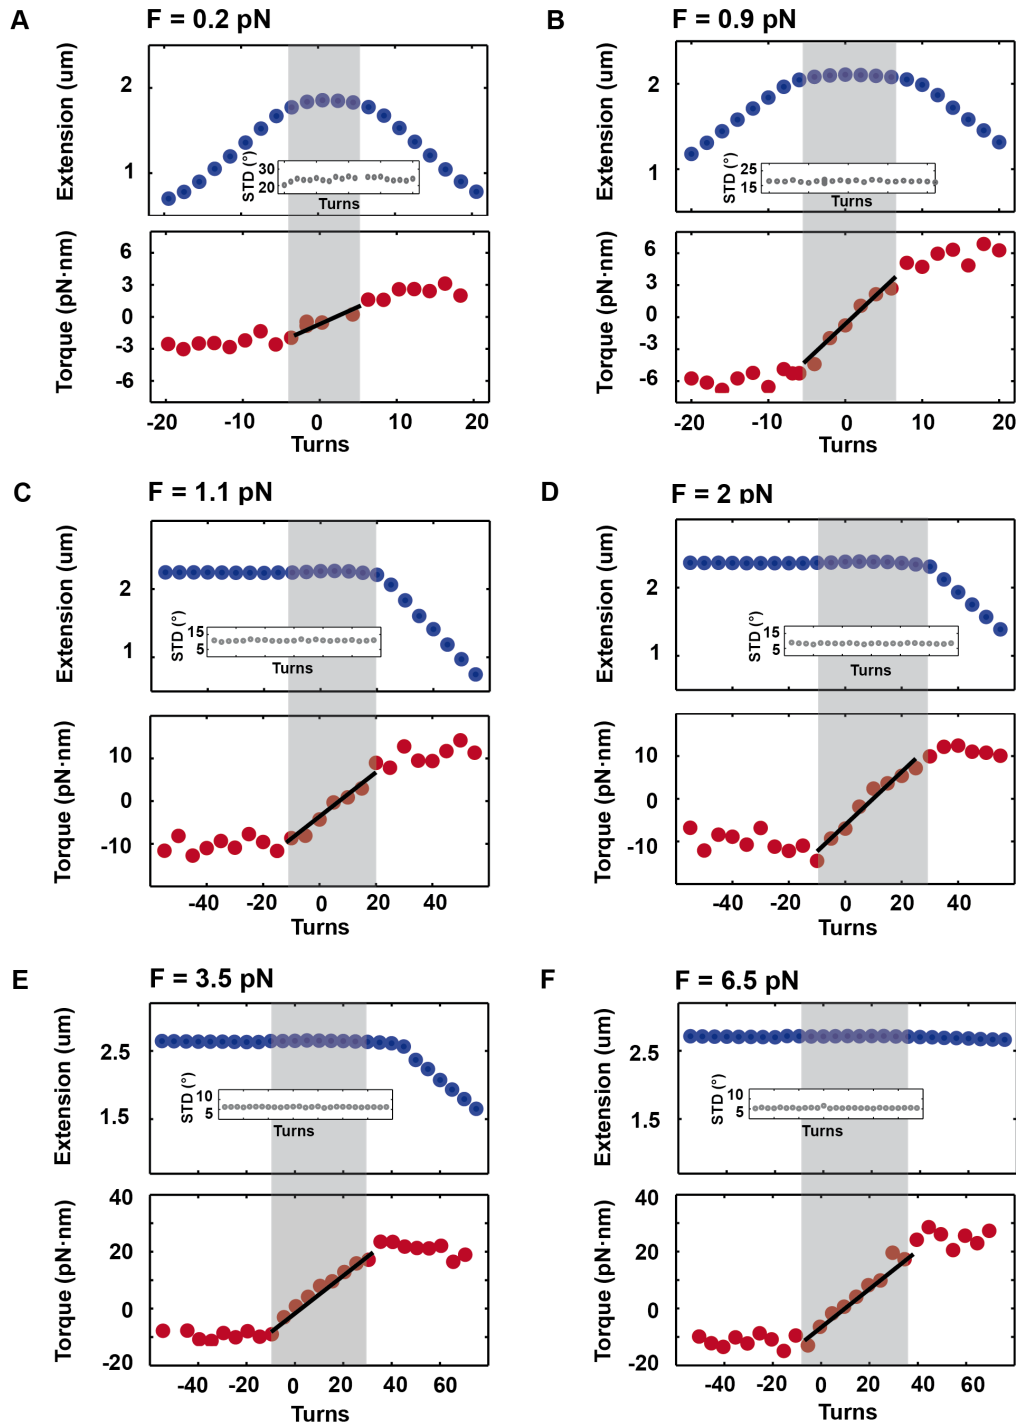 A
F = 0.2 pN
B
F = 0.9 pN
Extension (um)
2
1
STD (°)
30
20
Turns
Extension (um)
2
1
STD (°)
25
15
Turns
Torque (pN·nm)
6
3
0
-3
-6
-20 -10 0 10 20
Turns
Torque (pN·nm)
6
3
0
-3
-6
-20 -10 0 10 20
Turns
C
F = 1.1 pN
D
F = 2 pN
Extension (um)
2
1
STD (°)
15
5
Turns
Extension (um)
2
1
STD (°)
15
5
Turns
Torque (pN·nm)
10
0
-10
-40 -20 0 20 40
Turns
Torque (pN·nm)
10
0
-10
-40 -20 0 20 40
Turns
E
F = 3.5 pN
F
F = 6.5 pN
Extension (um)
2.5
1.5
STD (°)
10
5
Turns
Extension (um)
2.5
1.5
STD (°)
10
5
Turns
Torque (pN·nm)
40
20
0
-20
-40 -20 0 20 40 60
Turns
Torque (pN·nm)
40
20
0
-20
-40 -20 0 20 40 60
Turns